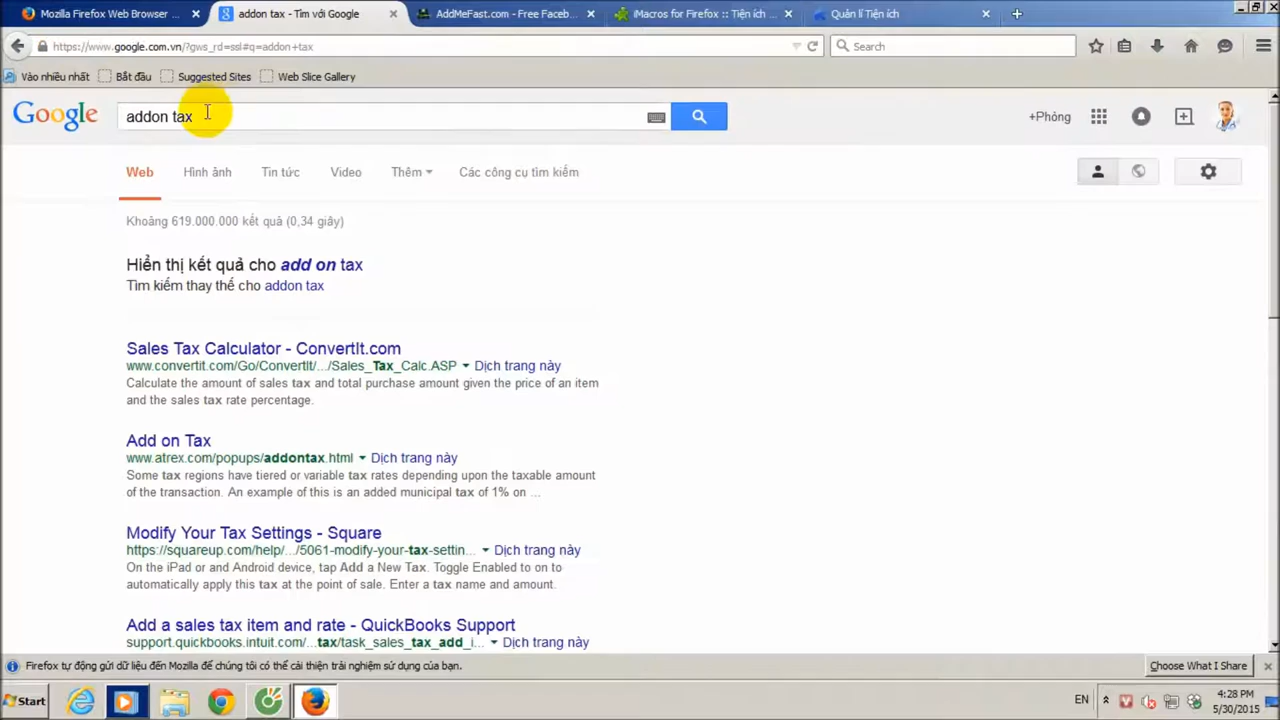 Mozilla Firefox Web Browser ...
addon tax - Tìm với Google
AddMeFast.com - Free Faceb...
iMacros for Firefox :: Tiện ích ...
Quản lí Tiện ích
https://www.google.com.vn/?gws_rd=ssl#q=addon+tax
Search
Vào nhiều nhất
Bắt đầu
Suggested Sites
Web Slice Gallery
Google
addon tax
+Phỏng
Web
Hình ảnh
Tin tức
Video
Thêm
Các công cụ tìm kiếm
Khoảng 619.000.000 kết quả (0,34 giây)
Hiển thị kết quả cho add on tax
Tìm kiếm thay thế cho addon tax
Sales Tax Calculator - ConvertIt.com
www.convertit.com/Go/ConvertIt/.../Sales_Tax_Calc.ASP Dịch trang này
Calculate the amount of sales tax and total purchase amount given the price of an item
and the sales tax rate percentage.
Add on Tax
www.atrex.com/popups/addontax.html Dịch trang này
Some tax regions have tiered or variable tax rates depending upon the taxable amount
of the transaction. An example of this is an added municipal tax of 1% on ...
Modify Your Tax Settings - Square
https://squareup.com/help/.../5061-modify-your-tax-settin... Dịch trang này
On the iPad or and Android device, tap Add a New Tax. Toggle Enabled to on to
automatically apply this tax at the point of sale. Enter a tax name and amount.
Add a sales tax item and rate - QuickBooks Support
support.quickbooks.intuit.com/...tax/task_sales_tax_add_i... Dịch trang này
Firefox tự động gửi dữ liệu đến Mozilla để chúng tôi có thể cải thiện trải nghiệm sử dụng của bạn.
Choose What I Share
Start
EN
4:28 PM
5/30/2015